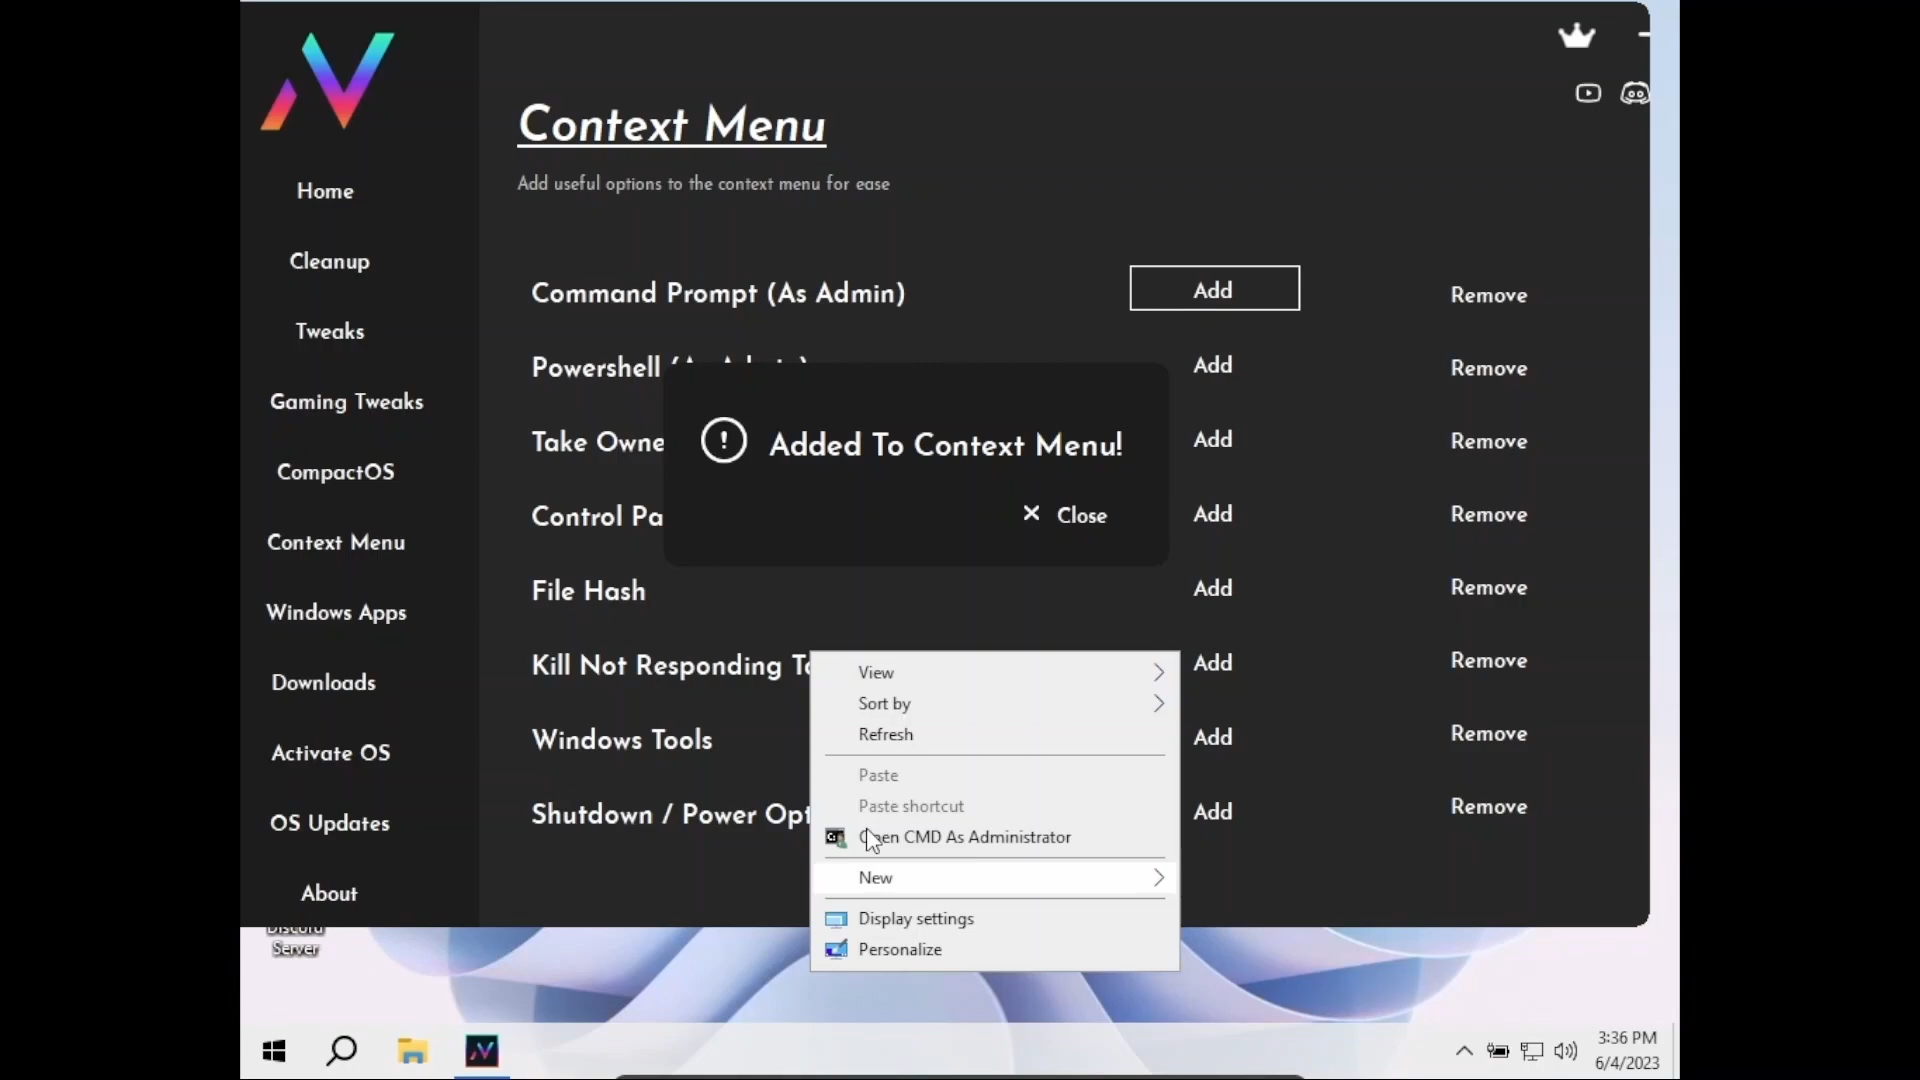 Context Menu
Add useful options to the context menu for ease
Home
Cleanup
Tweaks
Gaming Tweaks
CompactOS
Context Menu
Windows Apps
Downloads
Activate OS
OS Updates
About
Command Prompt (As Admin) Add Remove
Powershell Add Remove
Take Add Remove
Control Add Remove
File Hash Add Remove
Kill Not Responding Add Remove
Windows Tools Add Remove
Shutdown / Power Add Remove
Added To Context Menu!
Close
View
Sort by
Refresh
Paste
Paste shortcut
Open CMD As Administrator
New
Display settings
Personalize
Discord
Server
3:36 PM
6/4/2023